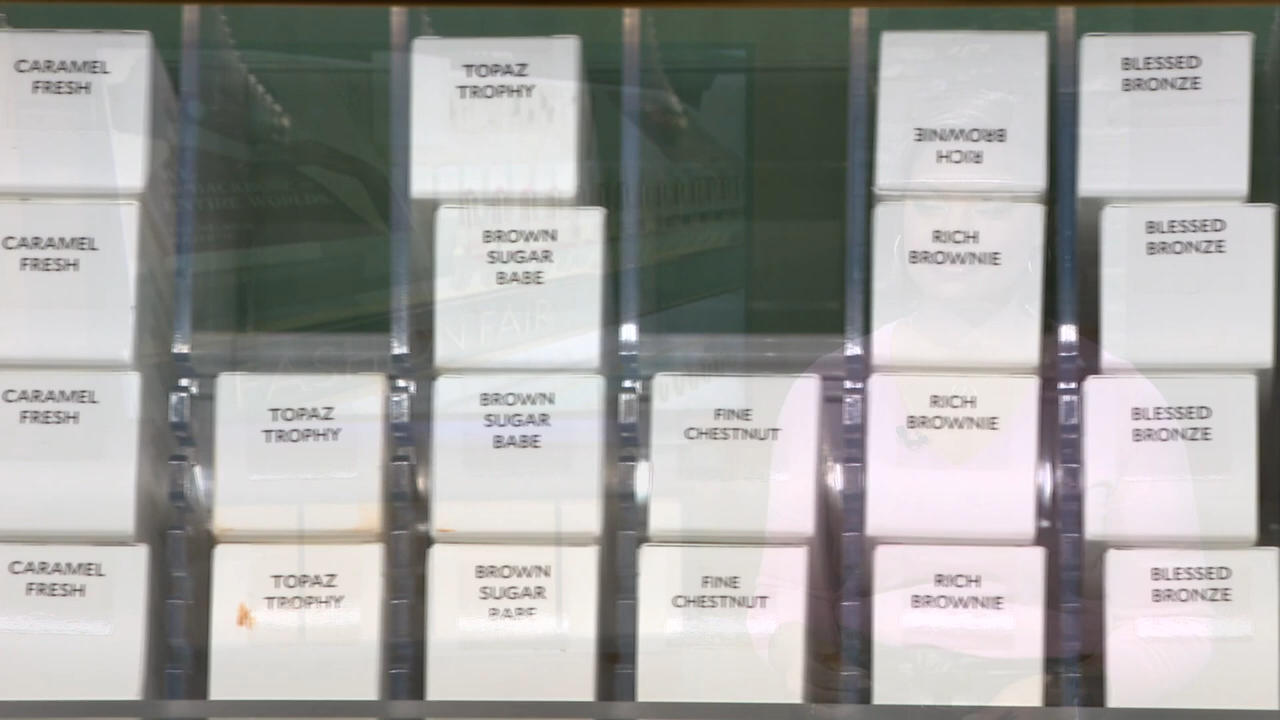 CARAMEL
FRESH
TOPAZ
TROPHY
RICH
BROWNIE
BLESSED
BRONZE
CARAMEL
FRESH
BROWN
SUGAR
BABE
RICH
BROWNIE
BLESSED
BRONZE
CARAMEL
FRESH
TOPAZ
TROPHY
BROWN
SUGAR
BABE
FINE
CHESTNUT
RICH
BROWNIE
BLESSED
BRONZE
CARAMEL
FRESH
TOPAZ
TROPHY
BROWN
SUGAR
BABE
FINE
CHESTNUT
RICH
BROWNIE
BLESSED
BRONZE